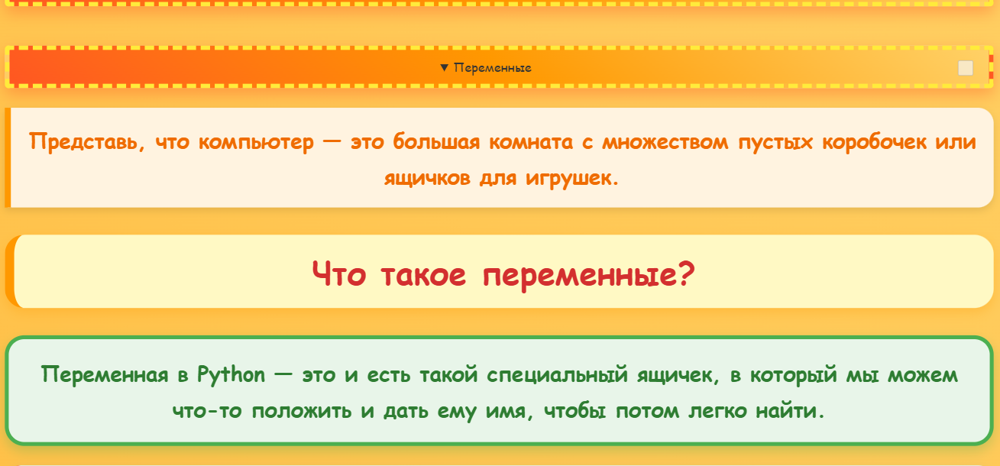 Переменные
Представь, что компьютер — это большая комната с множеством пустых коробочек или
ящичков для игрушек.
Что такое переменные?
Переменная в Python — это и есть такой специальный ящичек, в который мы можем
что-то положить и дать ему имя, чтобы потом легко найти.